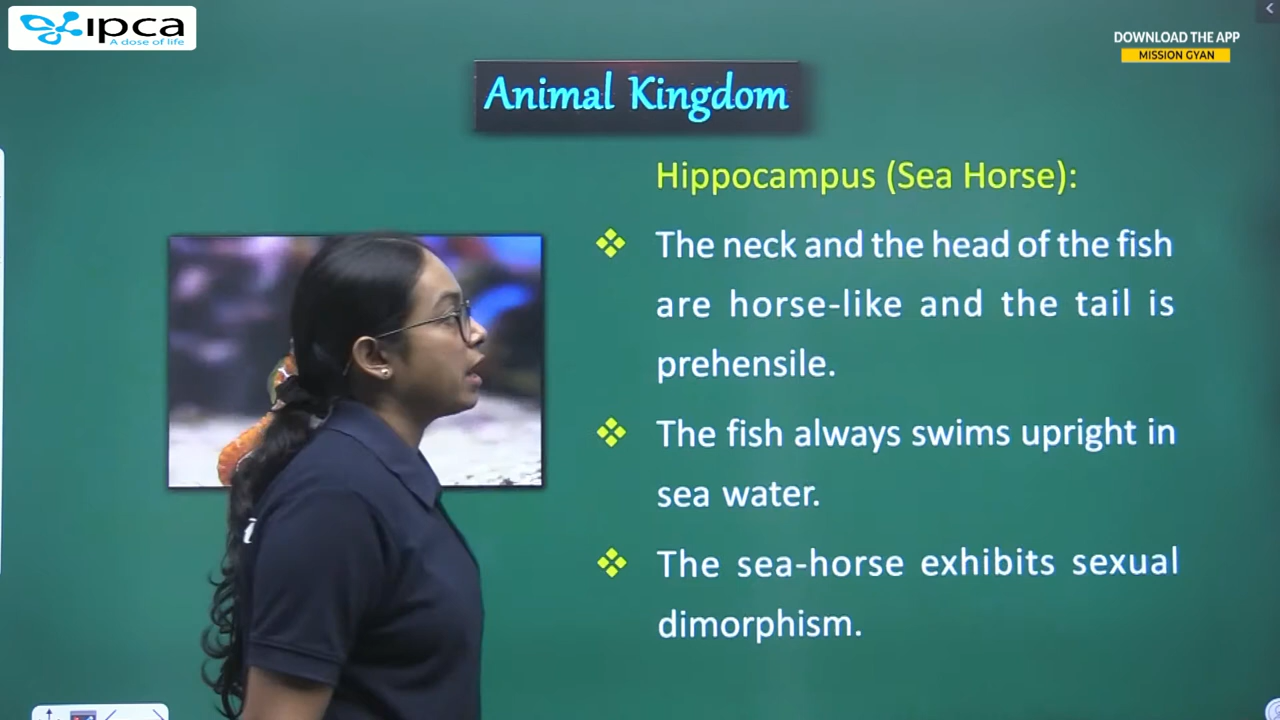 ipca
A dose of life
DOWNLOAD THE APP
MISSION GYAN
Animal Kingdom
Hippocampus (Sea Horse):
The neck and the head of the fish
are horse-like and the tail is
prehensile.
The fish always swims upright in
sea water.
The sea-horse exhibits sexual
dimorphism.